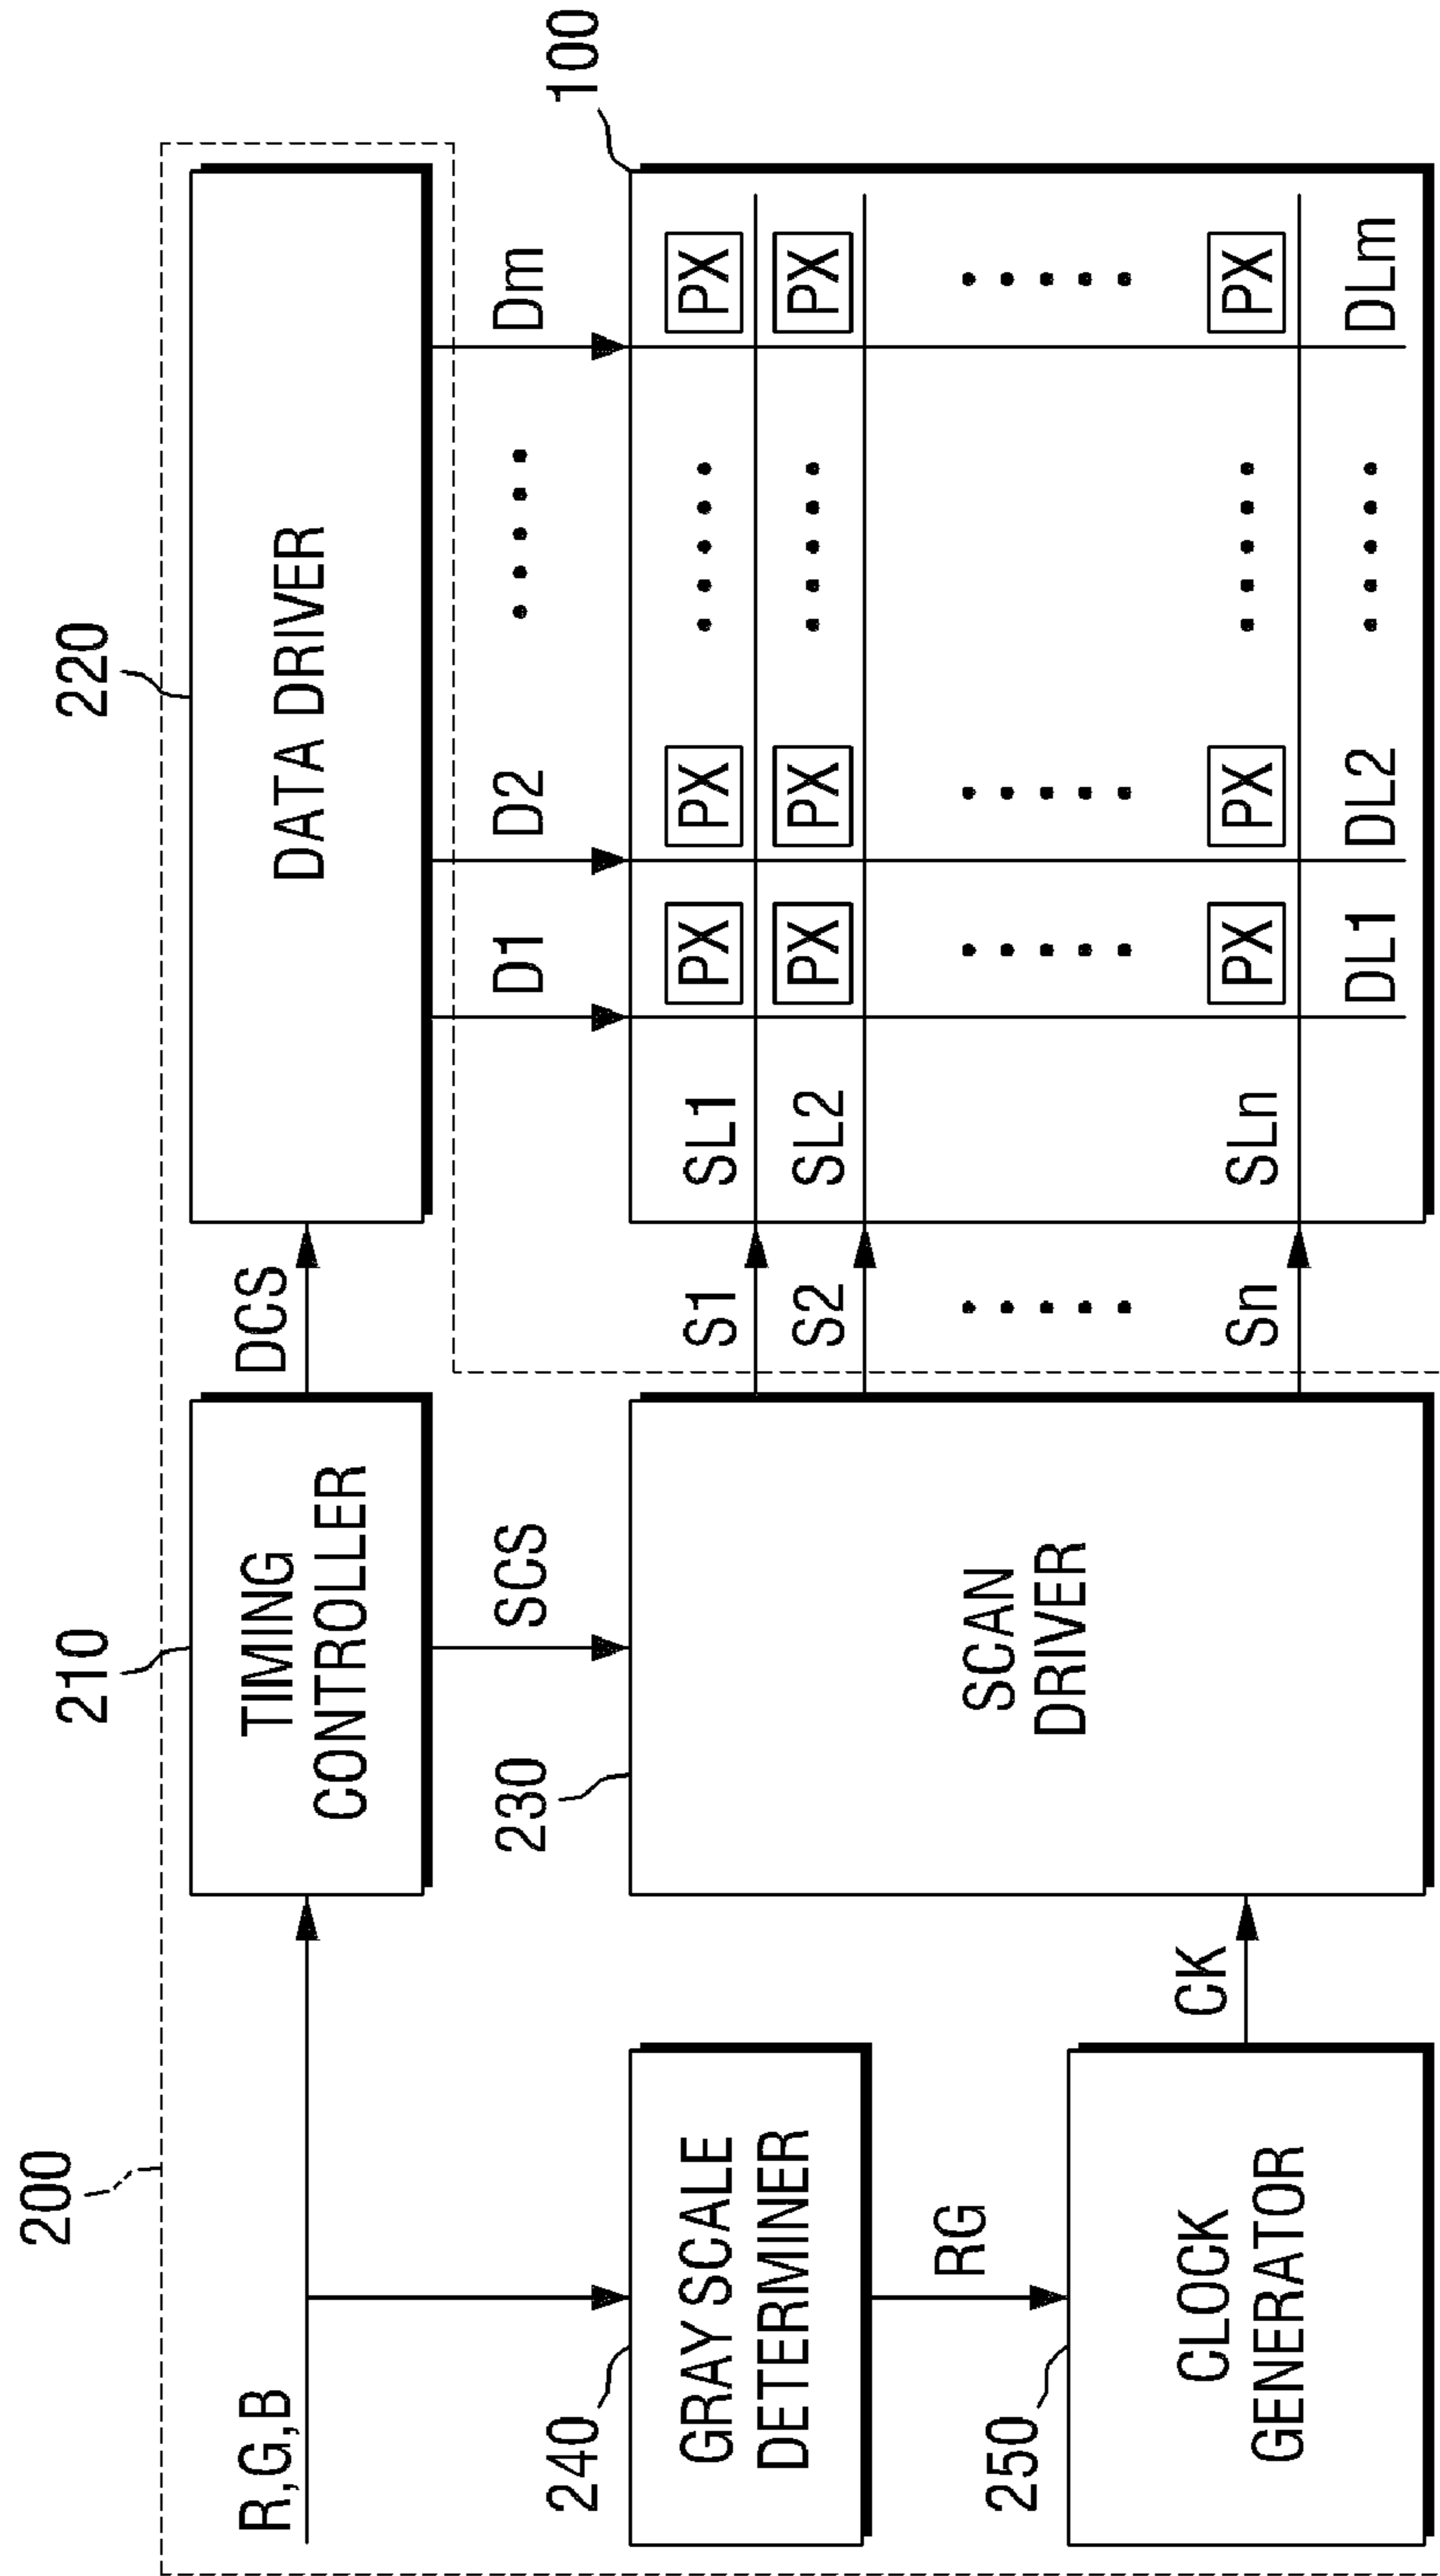 200
210
220
R,G,B
TIMING
CONTROLLER
DCS
DATA DRIVER
SCS
D1 D2 Dm
240
230
100
GRAY SCALE
DETERMINER
SCAN
DRIVER
S1 SL1 PX PX PX
S2 SL2 PX PX PX
RG
250
CLOCK
GENERATOR
CK
Sn SLn PX PX PX
DL1 DL2 DLm